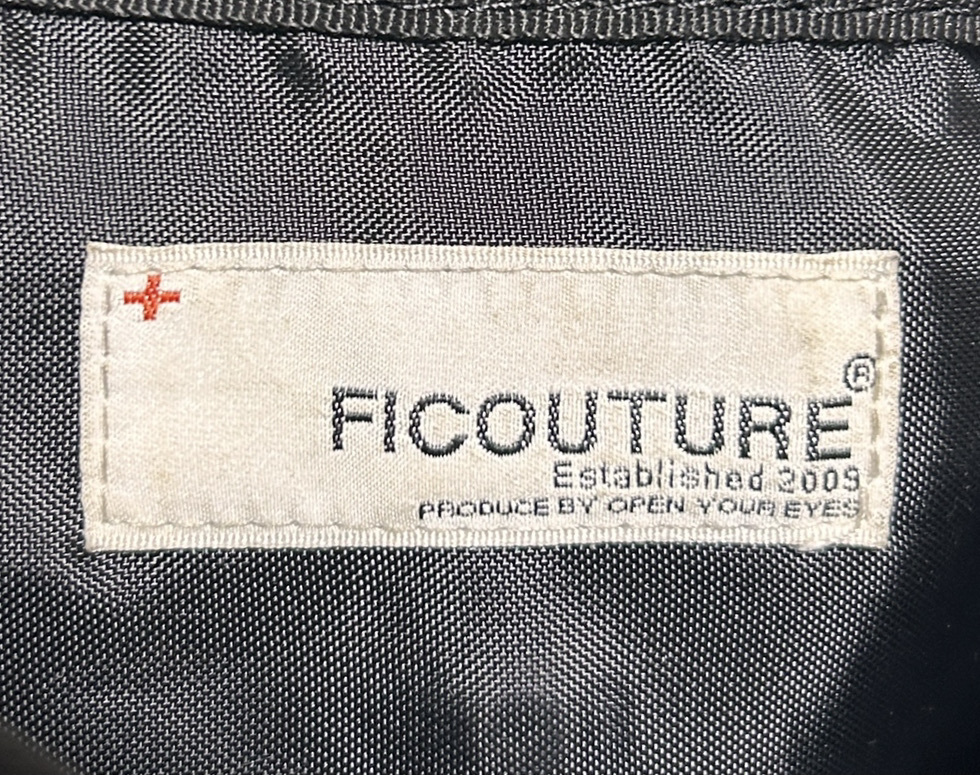 FICOUTURE®
Established 2009
PRODUCE BY OPEN YOUR EYES